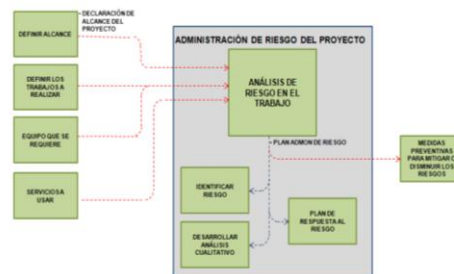 - DECLARACIÓN DE
ALCANCE DEL
PROYECTO
DEFINIR ALCANCE
ADMINISTRACIÓN DE RIESGO DEL PROYECTO
DEFINIR LOS
TRABAJOS A
REALIZAR
ANÁLISIS DE
RIESGO EN EL
TRABAJO
EQUIPO QUE SE
REQUIERE
- PLAN ADMON DE RIESGO
MEDIDAS
PREVENTIVAS
PARA MITIGAR O
DISMINUIR LOS
RIESGOS
SERVICIOS A
USAR
IDENTIFICAR
RIESGO
PLAN DE
RESPUESTA AL
RIESGO
DESARROLLAR
ANÁLISIS
CUALITATIVO